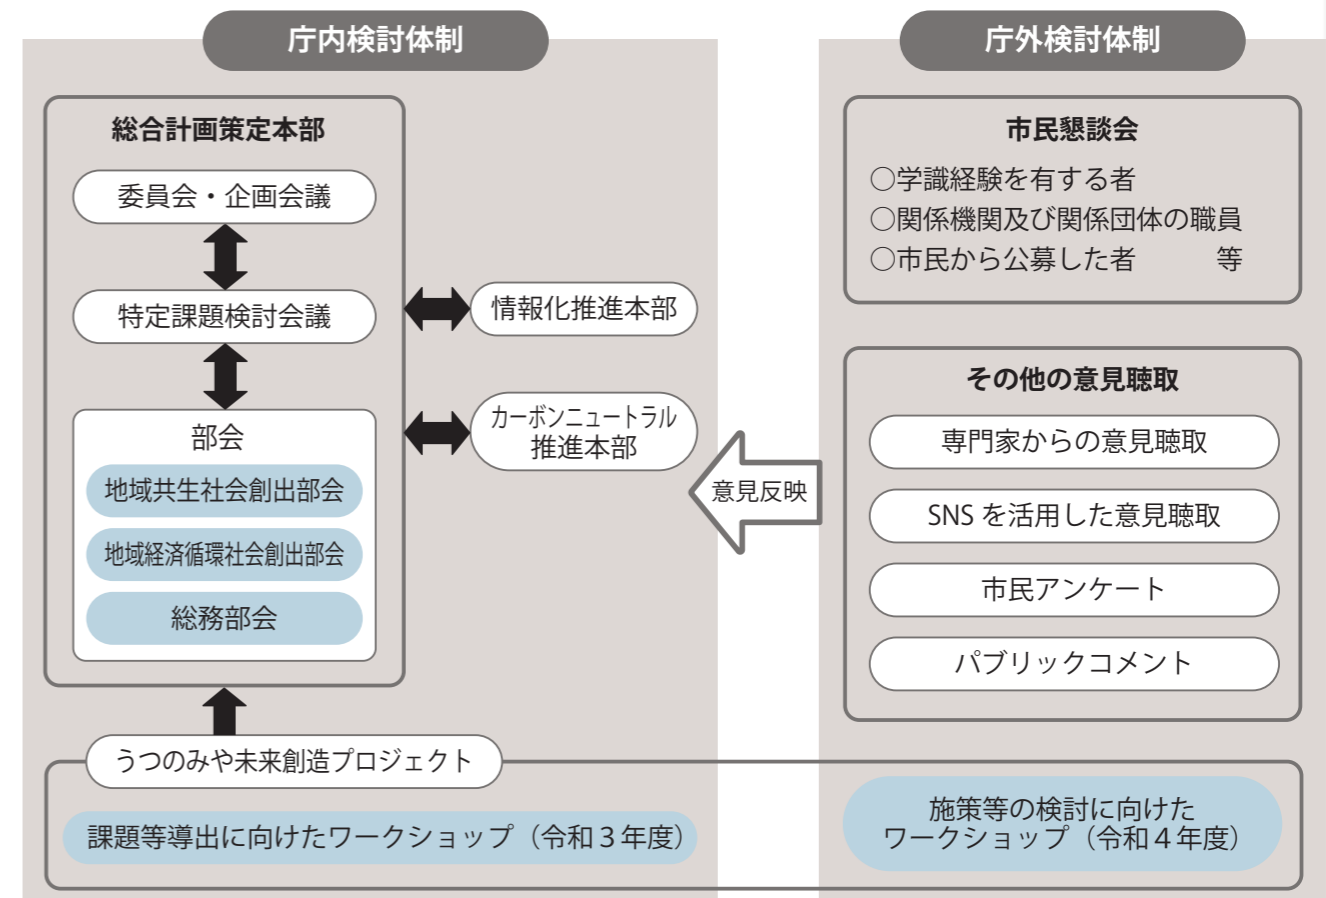 庁内検討体制
総合計画策定本部
委員会・企画会議
特定課題検討会議
部会
地域共生社会創出部会
地域経済循環社会創出部会
総務部会
情報化推進本部
カーボンニュートラル
推進本部
意見反映
庁外検討体制
市民懇談会
○学識経験を有する者
○関係機関及び関係団体の職員
○市民から公募した者 等
その他の意見聴取
専門家からの意見聴取
SNS を活用した意見聴取
市民アンケート
パブリックコメント
うつのみや未来創造プロジェクト
課題等導出に向けたワークショップ（令和３年度）
施策等の検討に向けた
ワークショップ（令和４年度）